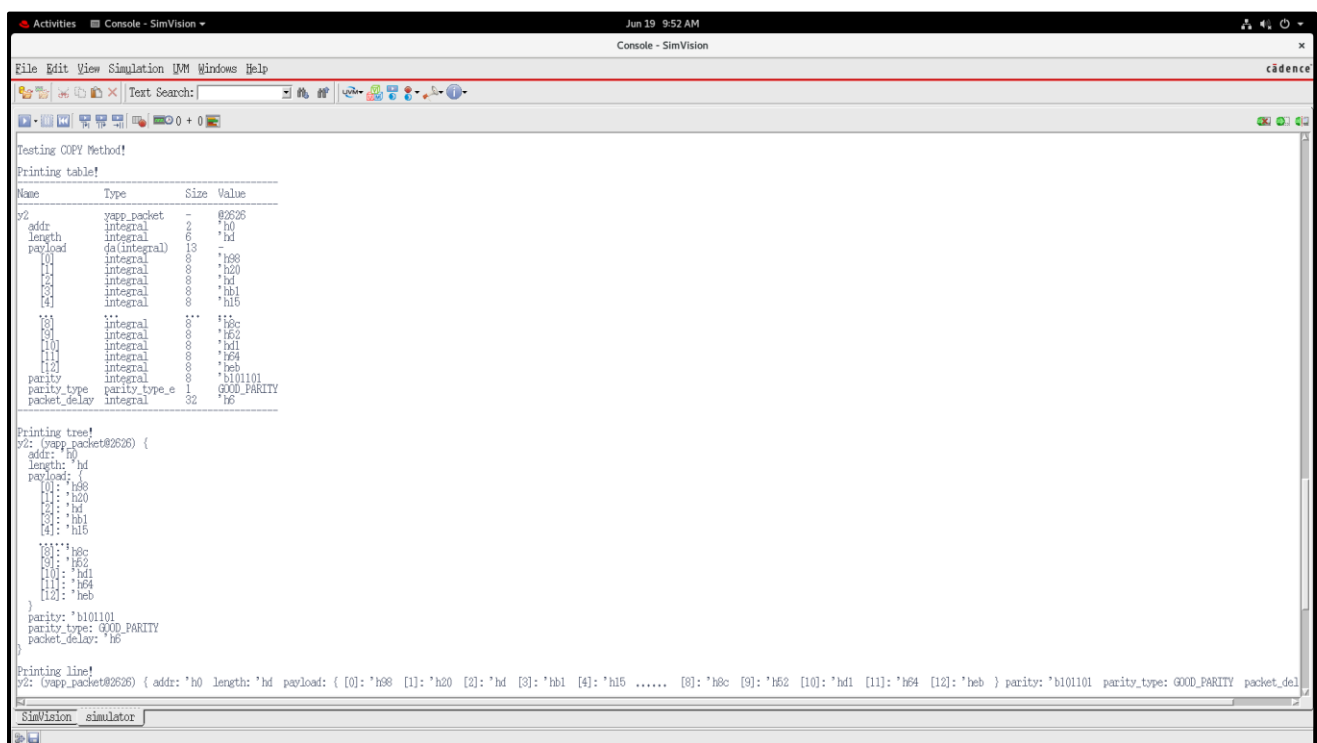 Activities Console - SimVision Jun 19 9:52 AM
Console - SimVision
File Edit View Simulation UVM Windows Help cādence
Text Search: UVM
0 + 0
Testing COPY Method!
Printing table!
Name Type Size Value
y2 yapp_packet - @2626
addr integral 2 'h0
length integral 6 'hd
payload da(integral) 13 -
[0] integral 8 'h98
[1] integral 8 'h20
[2] integral 8 'hd
[3] integral 8 'hb1
[4] integral 8 'h15
... ... ... ...
[8] integral 8 'h8c
[9] integral 8 'h52
[10] integral 8 'hd1
[11] integral 8 'h64
[12] integral 8 'heb
parity integral 8 'b101101
parity_type parity_type_e 1 GOOD_PARITY
packet_delay integral 32 'h6
Printing tree!
y2: (yapp_packet@2626) {
addr: 'h0
length: 'hd
payload: {
[0]: 'h98
[1]: 'h20
[2]: 'hd
[3]: 'hb1
[4]: 'h15
......
[8]: 'h8c
[9]: 'h52
[10]: 'hd1
[11]: 'h64
[12]: 'heb
}
parity: 'b101101
parity_type: GOOD_PARITY
packet_delay: 'h6
}
Printing line!
y2: (yapp_packet@2626) { addr: 'h0 length: 'hd payload: { [0]: 'h98 [1]: 'h20 [2]: 'hd [3]: 'hb1 [4]: 'h15 ...... [8]: 'h8c [9]: 'h52 [10]: 'hd1 [11]: 'h64 [12]: 'heb } parity: 'b101101 parity_type: GOOD_PARITY packet_del
SimVision simulator